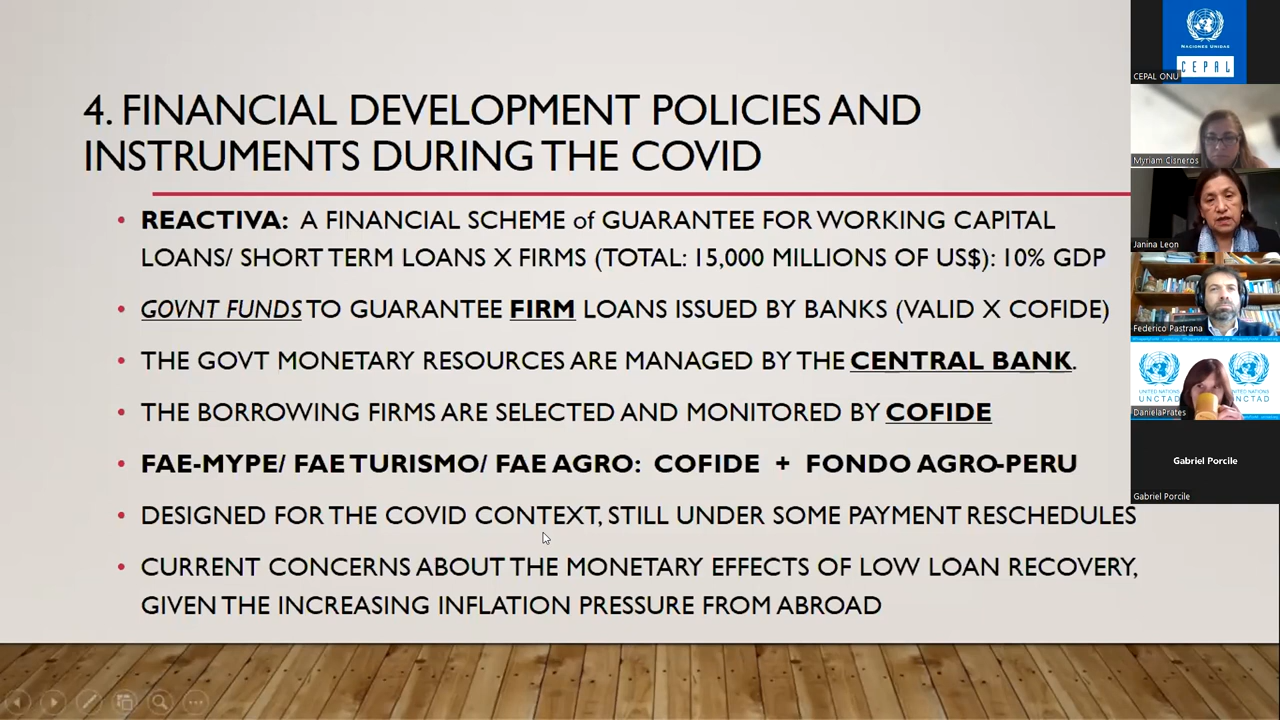 4. FINANCIAL DEVELOPMENT POLICIES AND
INSTRUMENTS DURING THE COVID
• REACTIVA: A FINANCIAL SCHEME of GUARANTEE FOR WORKING CAPITAL
LOANS/ SHORT TERM LOANS X FIRMS (TOTAL: 15,000 MILLIONS OF US$): 10% GDP
• GOVNT FUNDS TO GUARANTEE FIRM LOANS ISSUED BY BANKS (VALID X COFIDE)
• THE GOVT MONETARY RESOURCES ARE MANAGED BY THE CENTRAL BANK.
• THE BORROWING FIRMS ARE SELECTED AND MONITORED BY COFIDE
• FAE-MYPE/ FAE TURISMO/ FAE AGRO: COFIDE + FONDO AGRO-PERU
• DESIGNED FOR THE COVID CONTEXT, STILL UNDER SOME PAYMENT RESCHEDULES
• CURRENT CONCERNS ABOUT THE MONETARY EFFECTS OF LOW LOAN RECOVERY,
GIVEN THE INCREASING INFLATION PRESSURE FROM ABROAD
NACIONES UNIDAS
CEPAL
CEPAL ONU
Myriam Cisneros
Janina Leon
Federico Pastrana
UNITED NATIONS
UNCTAD
DanielaPrates
Gabriel Porcile
Gabriel Porcile